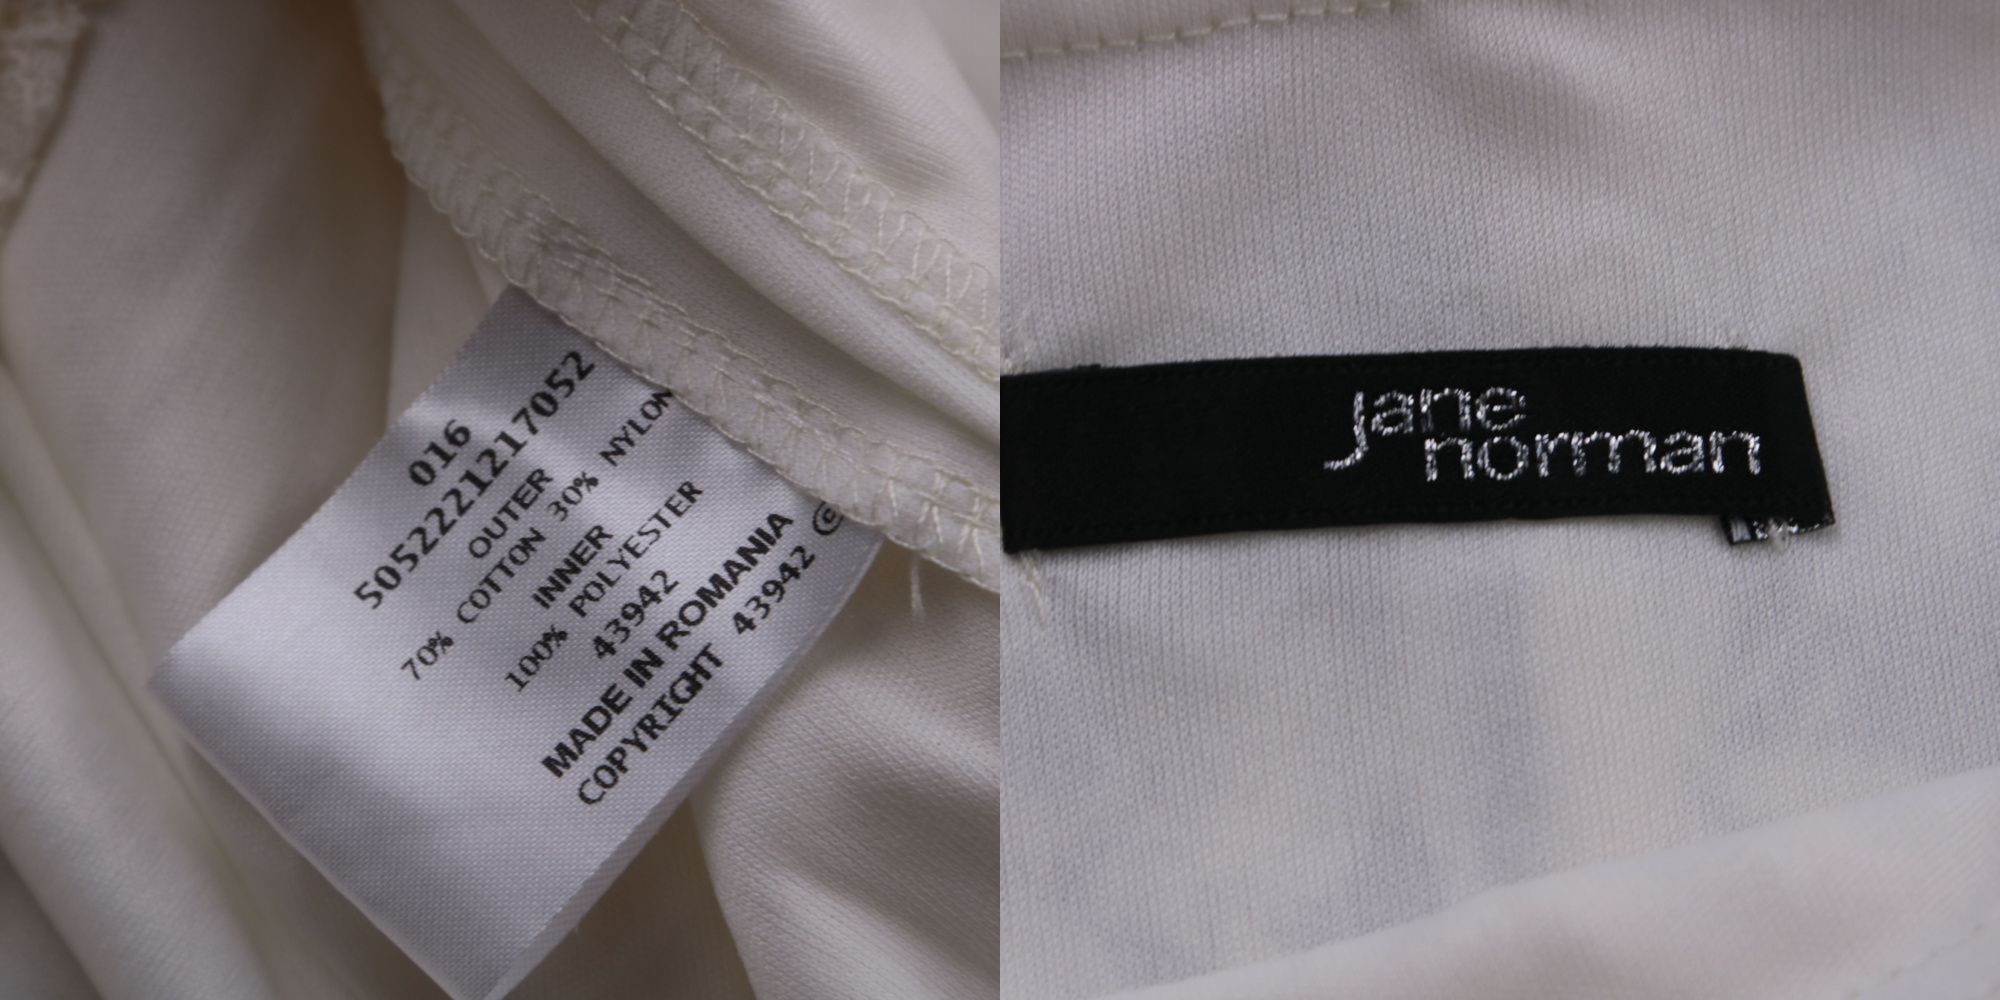 016
5052221217052
OUTER
70% COTTON 30% NYLON
INNER
100% POLYESTER
43942
MADE IN ROMANIA
COPYRIGHT 43942 ©
jane
norman